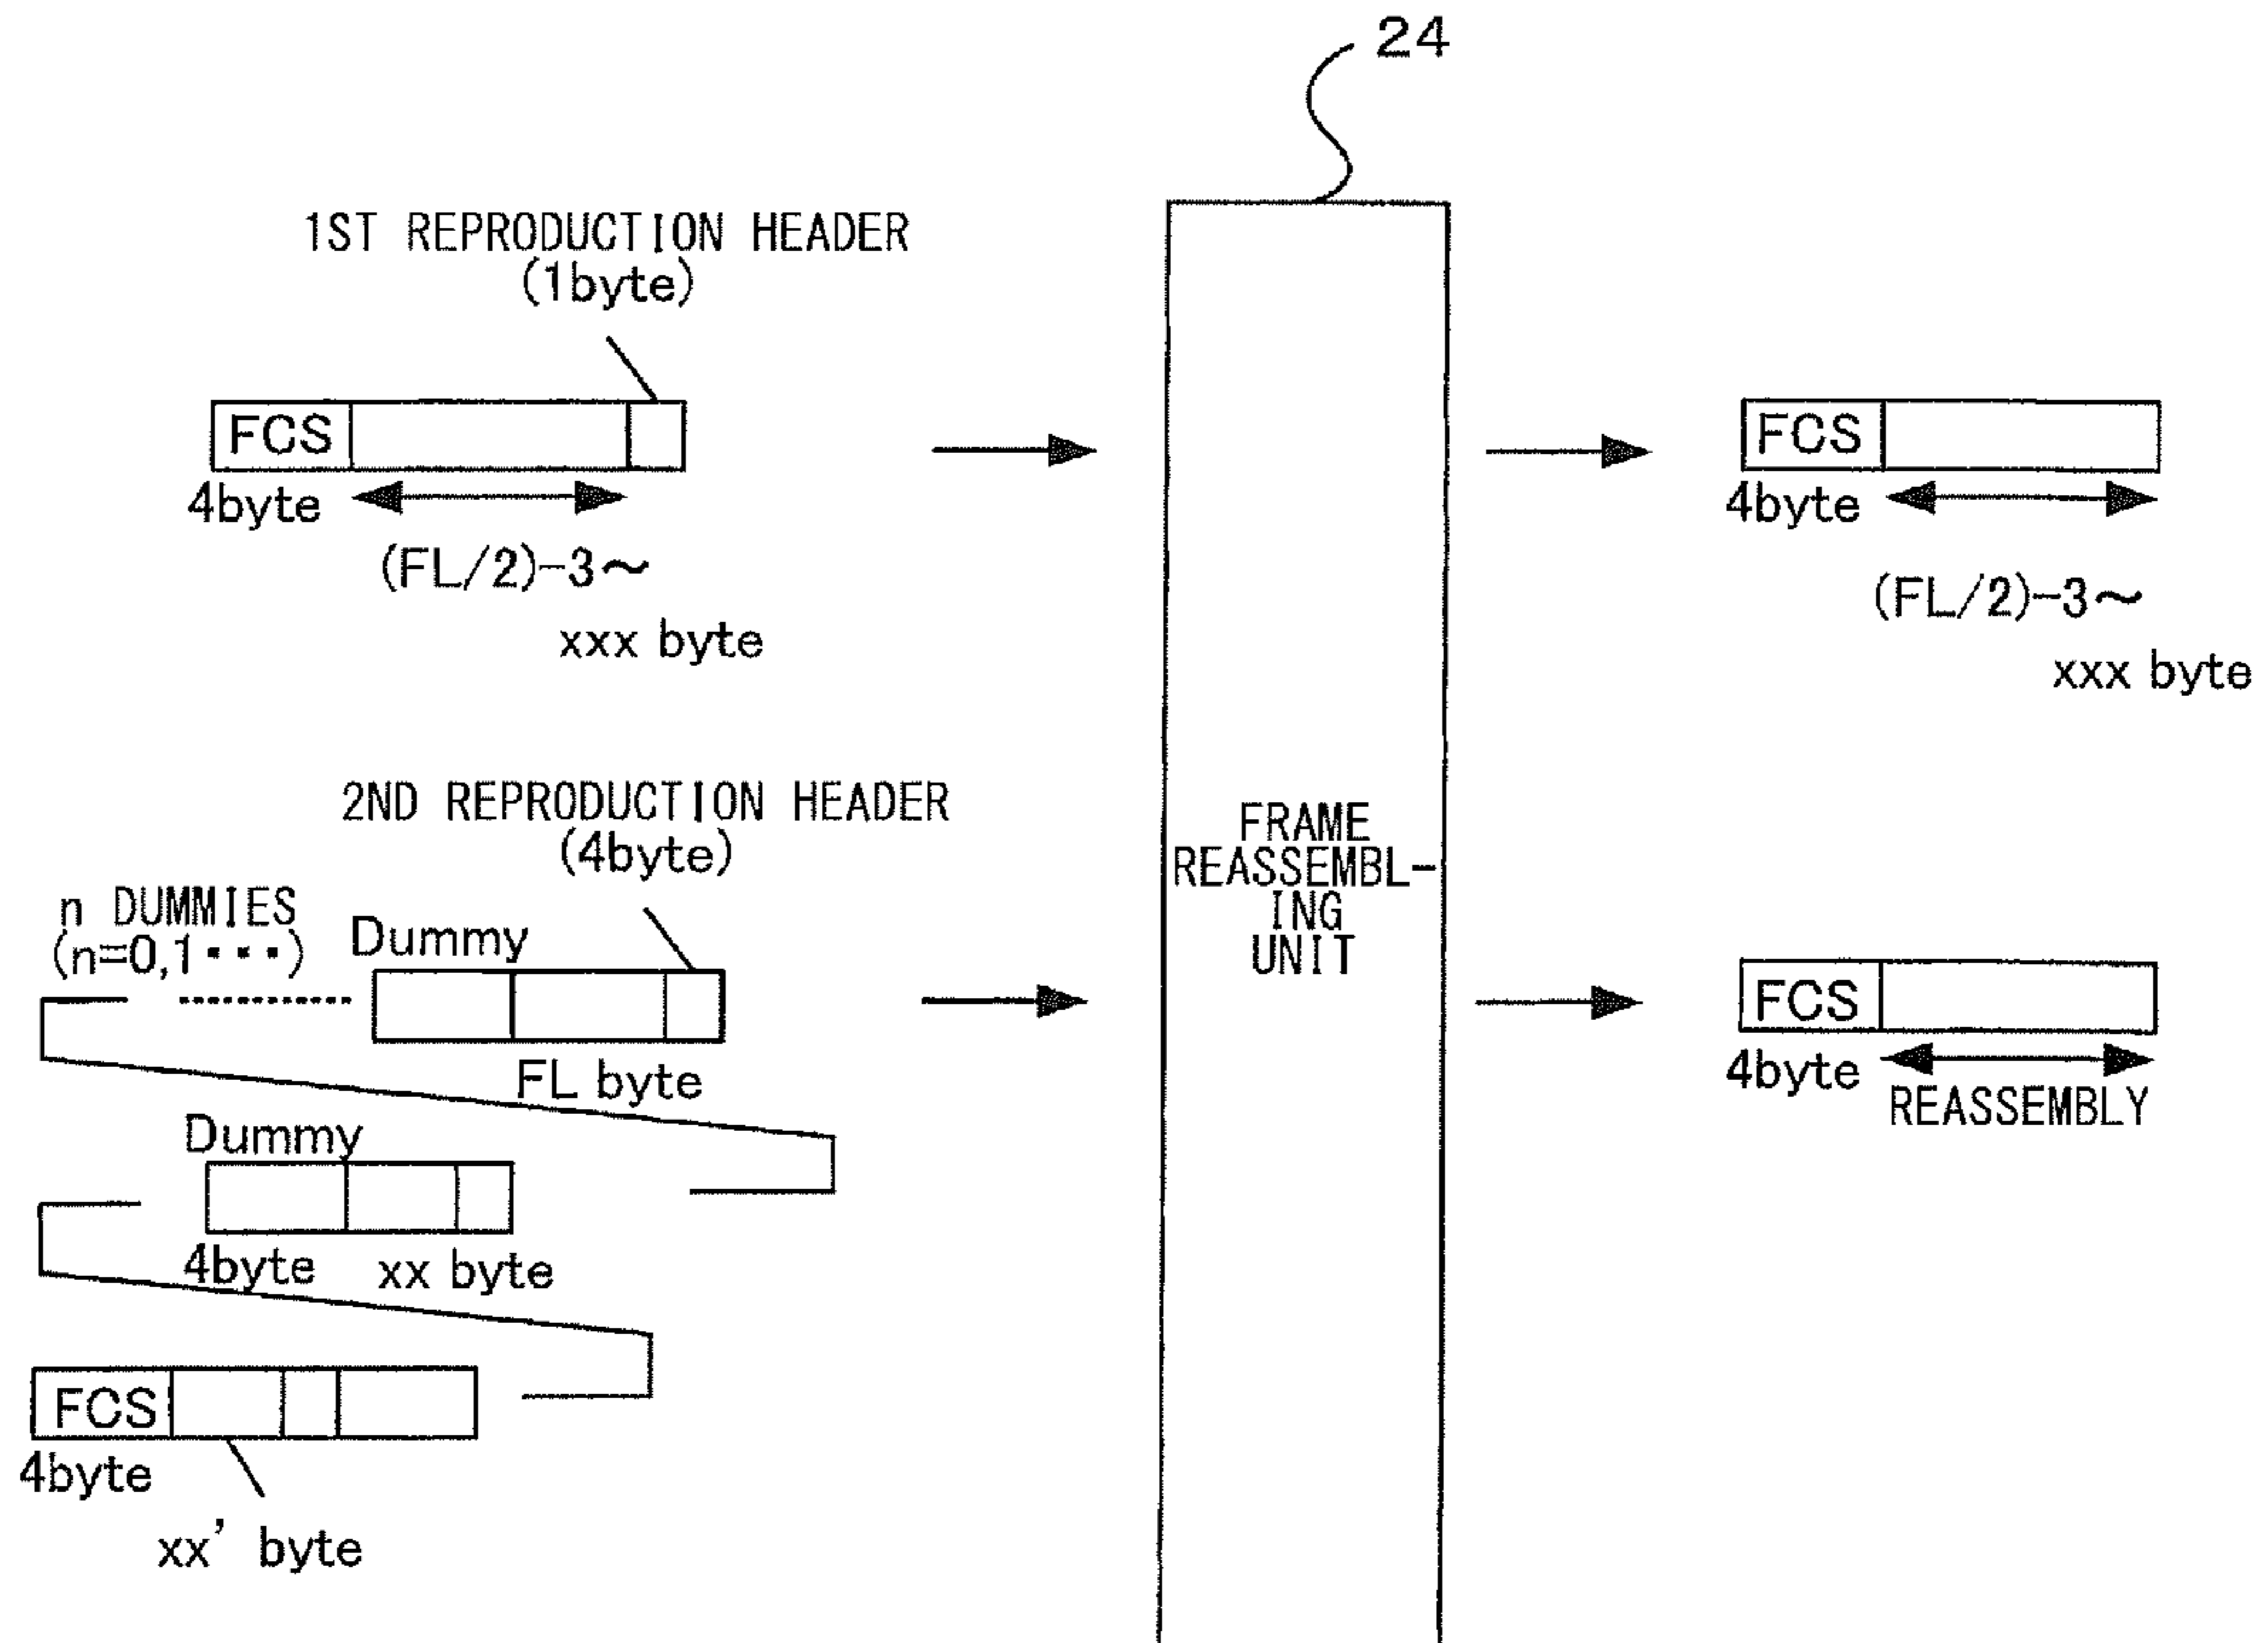 24
1ST REPRODUCTION HEADER
(1byte)
FCS
4byte
(FL/2)-3～
xxx byte
FCS
4byte
(FL/2)-3～
xxx byte
2ND REPRODUCTION HEADER
(4byte)
n DUMMIES
(n=0,1・・・)
Dummy
FL byte
Dummy
4byte
xx byte
FCS
4byte
xx' byte
FRAME
REASSEMBL-
ING
UNIT
FCS
4byte
REASSEMBLY